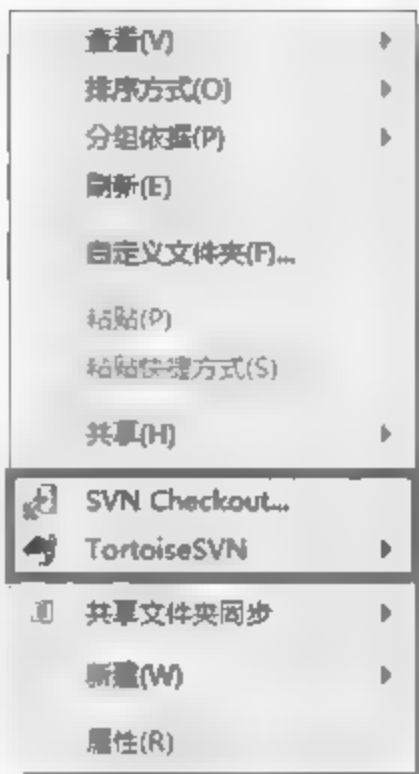 查看(V)
排序方式(O)
分组依据(P)
刷新(E)
自定义文件夹(F)...
粘贴(P)
粘贴快捷方式(S)
共享(H)
SVN Checkout...
TortoiseSVN
共享文件夹同步
新建(W)
属性(R)